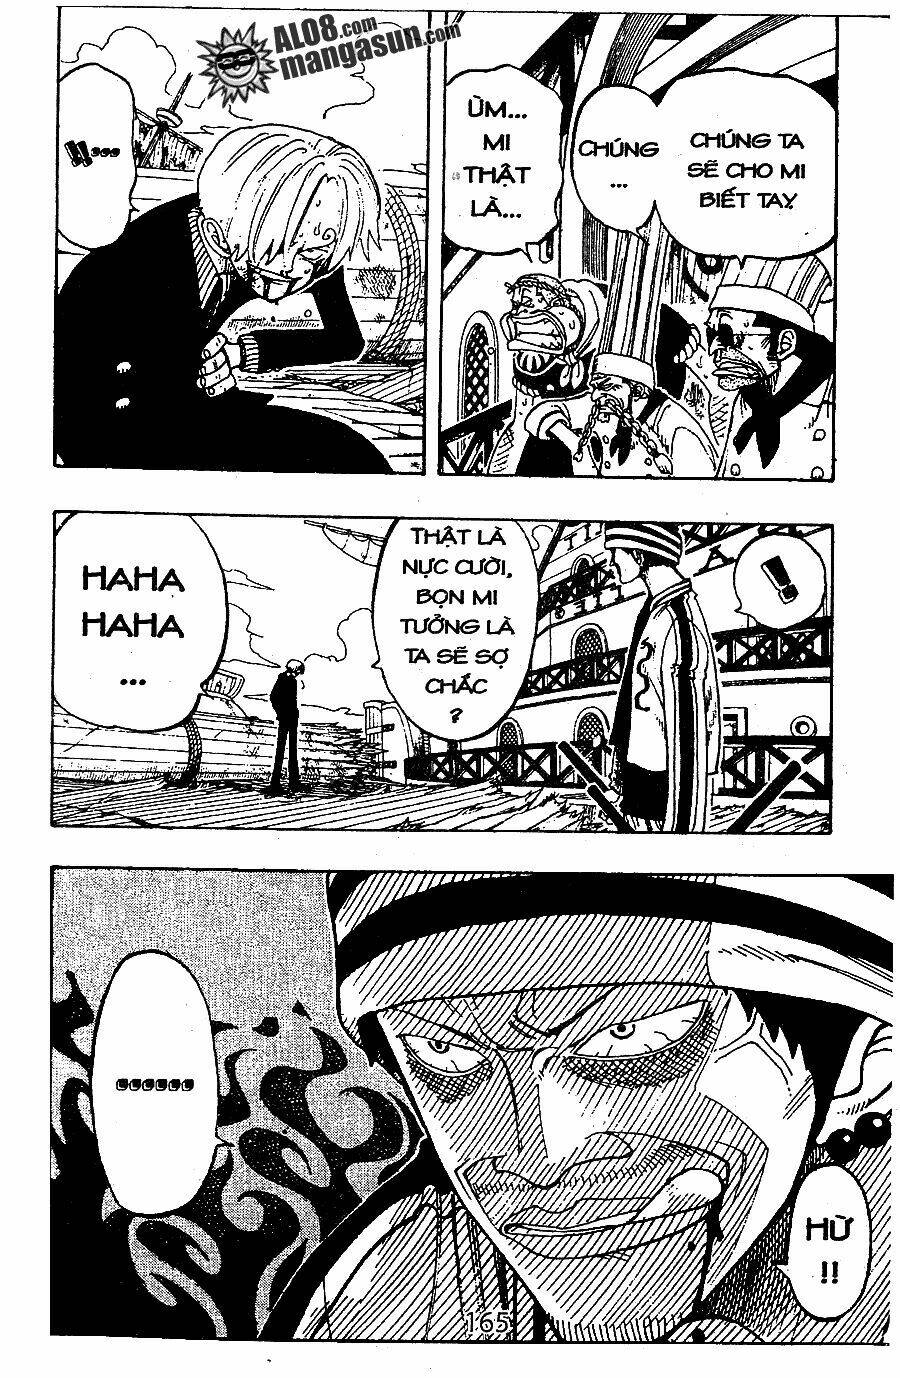 ALO8.com
mangasun.com
CHÚNG TA
SẼ CHO MI
BIẾT TAY.
CHÚNG
...
ÙM...
MI
THẬT
LÀ...
!!...
!
THẬT LÀ
NỰC CƯỜI,
BỌN MI
TƯỞNG LÀ
TA SẼ SỢ
CHẮC
?
HAHA
HAHA
...
......
HỪ
!!
165